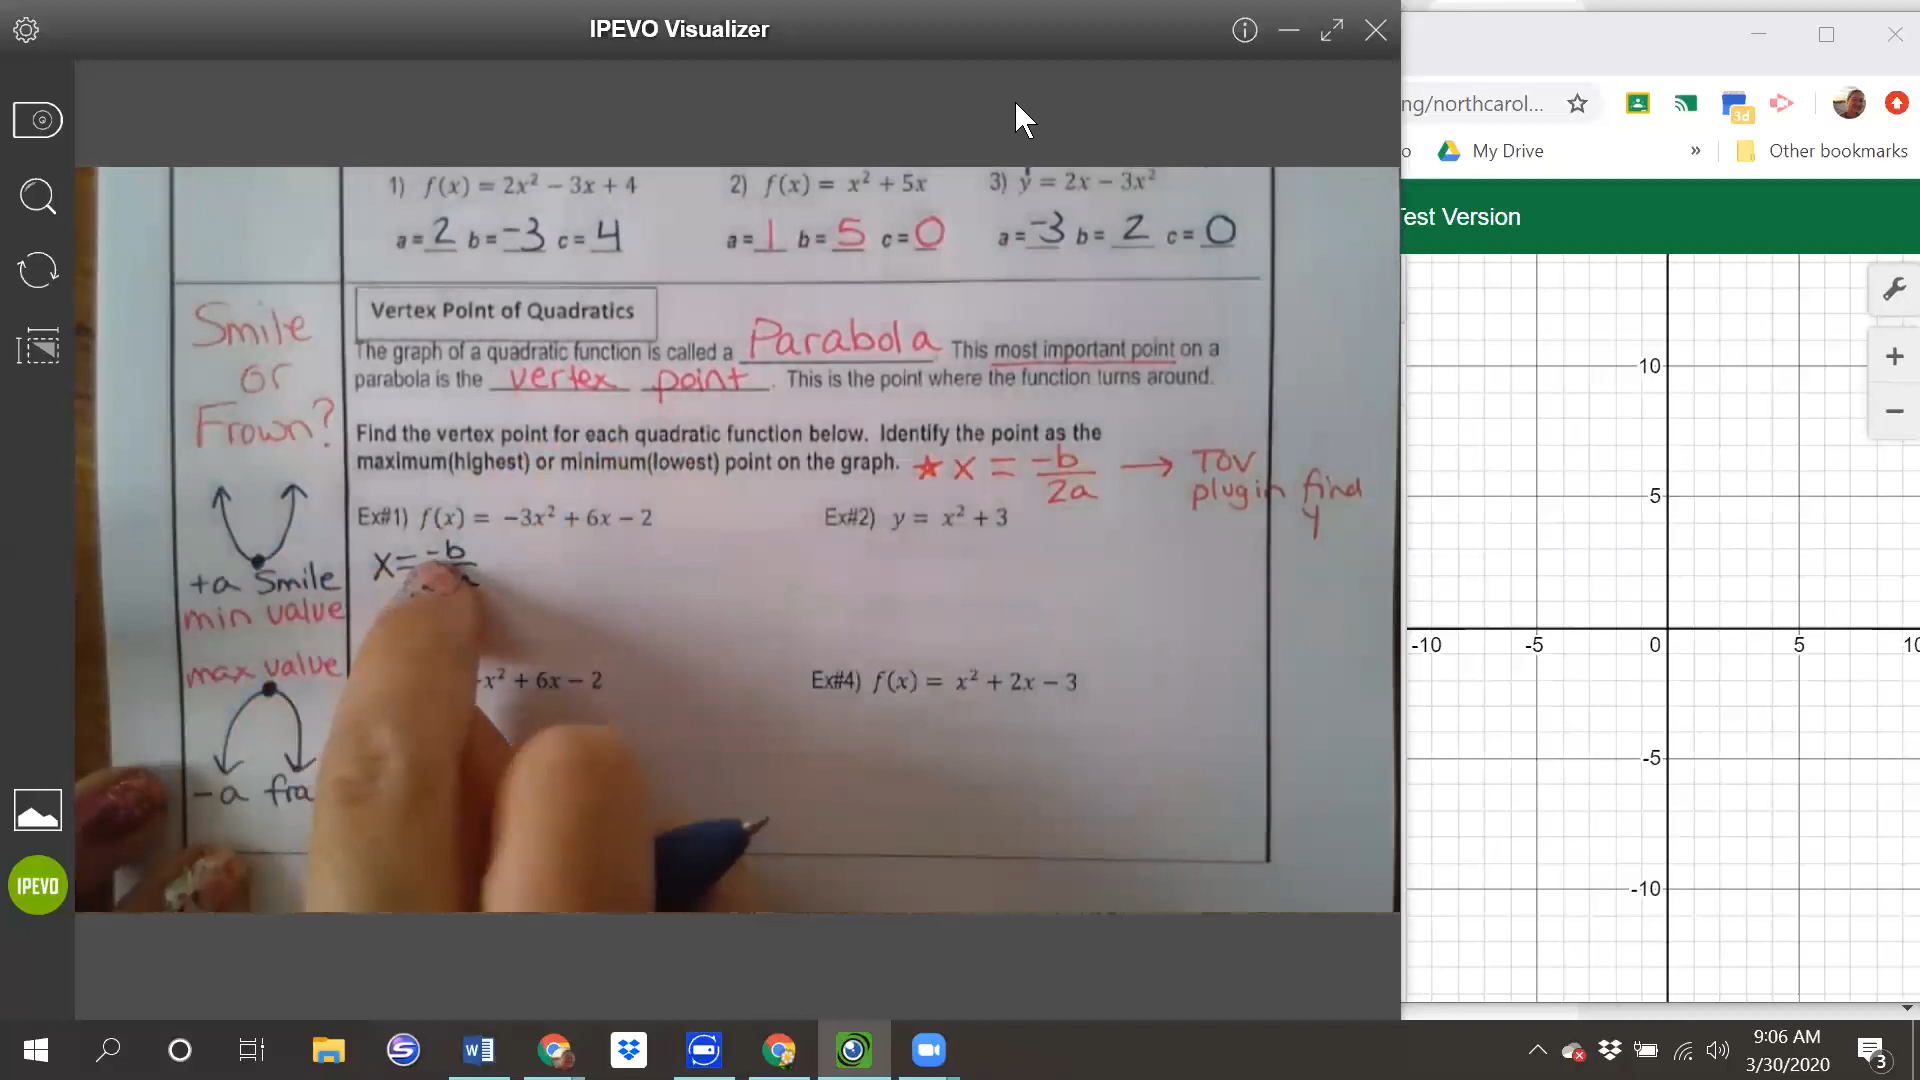 IPEVO Visualizer
ng/northcarol...
3d
o
My Drive
»
Other bookmarks
Test Version
1) f(x) = 2x² − 3x + 4
2) f(x) = x² + 5x
3) y = 2x − 3x²
a = 2 b = -3 c = 4
a = 1 b = 5 c = 0
a = -3 b = 2 c = 0
Smile
or
Frown?
+a Smile
min value
max value
-a
Vertex Point of Quadratics
The graph of a quadratic function is called a Parabola This most important point on a
parabola is the vertex point. This is the point where the function turns around.
Find the vertex point for each quadratic function below. Identify the point as the
maximum(highest) or minimum(lowest) point on the graph. ★ x = -b/2a → TOV
plug in find
y
Ex#1) f(x) = −3x² + 6x − 2
Ex#2) y = x² + 3
x = -b
x² + 6x − 2
Ex#4) f(x) = x² + 2x − 3
10
5
-10
-5
0
5
-5
-10
IPEVO
9:06 AM
3/30/2020
3